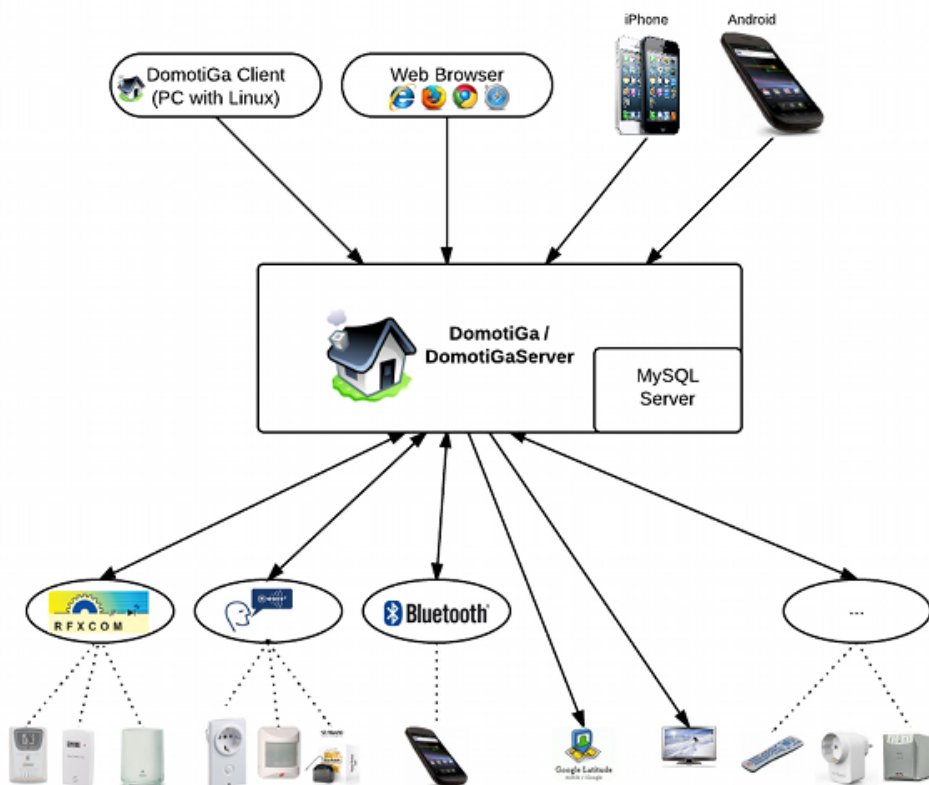 iPhone
Android
DomotiGa Client
(PC with Linux)
Web Browser
DomotiGa /
DomotiGaServer
MySQL
Server
RFXCOM
Bluetooth
...
Google Latitude